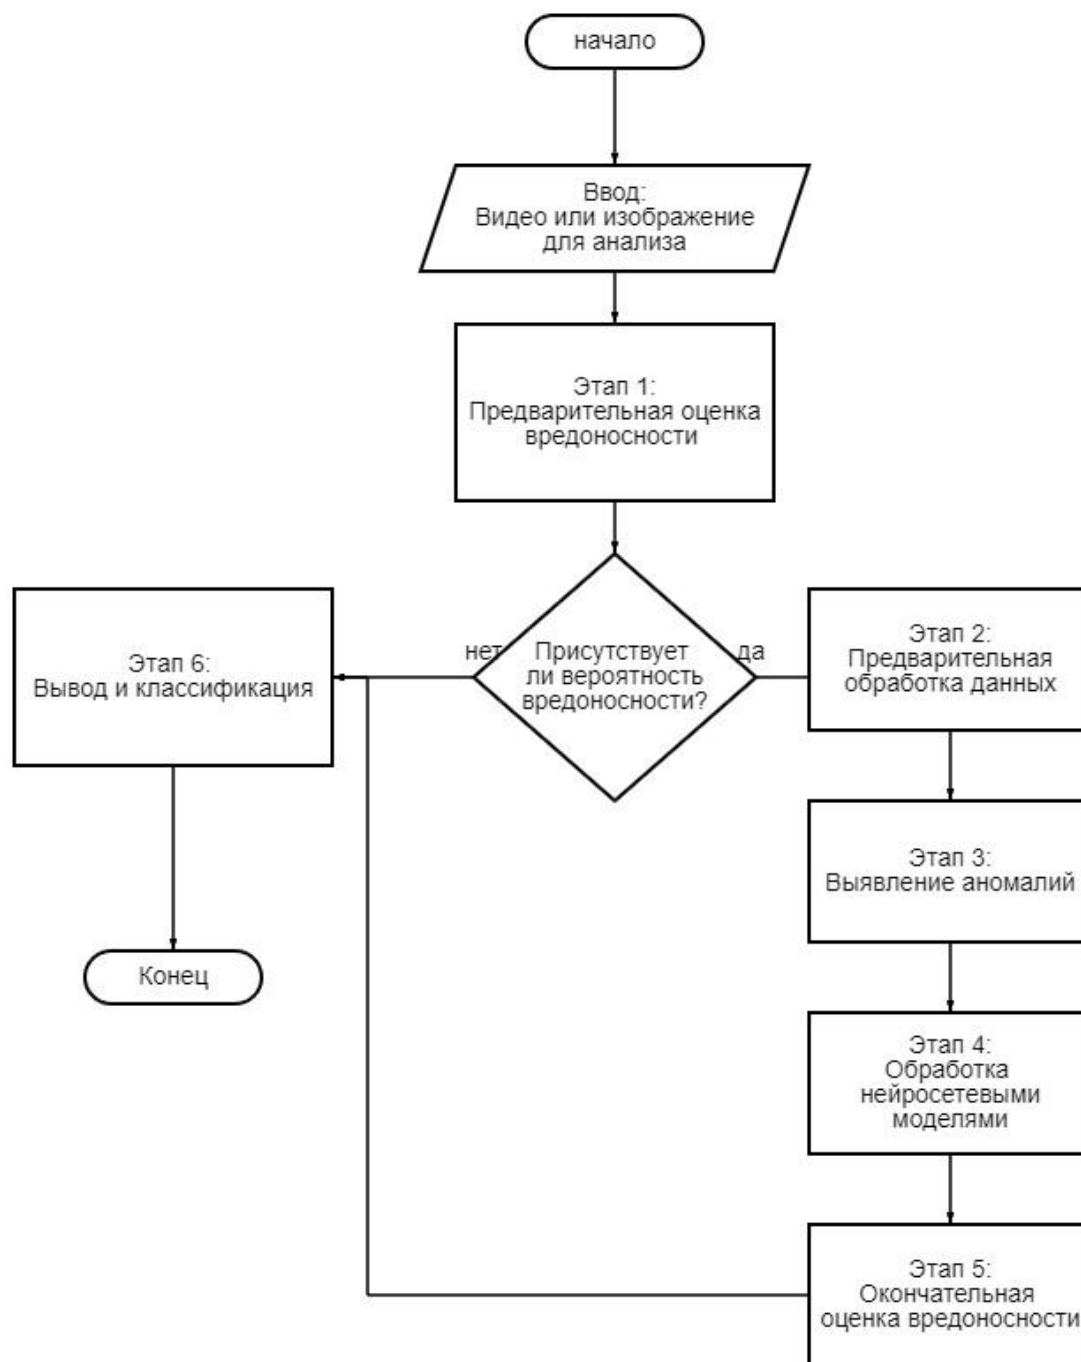 начало
Ввод:
Видео или изображение
для анализа
Этап 1:
Предварительная оценка
вредоносности
нет
Присутствует
ли вероятность
вредоносности?
да
Этап 6:
Вывод и классификация
Этап 2:
Предварительная
обработка данных
Этап 3:
Выявление аномалий
Конец
Этап 4:
Обработка
нейросетевыми
моделями
Этап 5:
Окончательная
оценка вредоносности